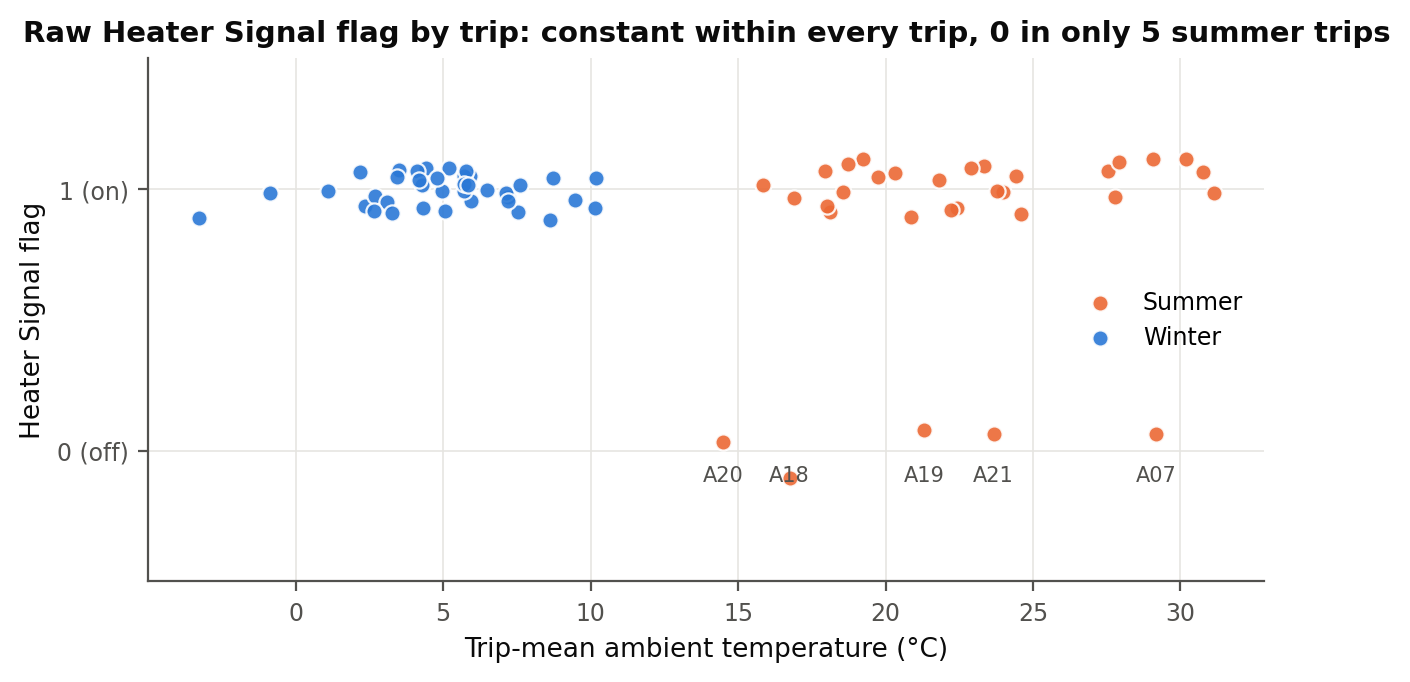 Raw Heater Signal flag by trip: constant within every trip, 0 in only 5 summer trips
Heater Signal flag
1 (on)
0 (off)
Summer
Winter
A20 A18 A19 A21 A07
0 5 10 15 20 25 30
Trip-mean ambient temperature (°C)